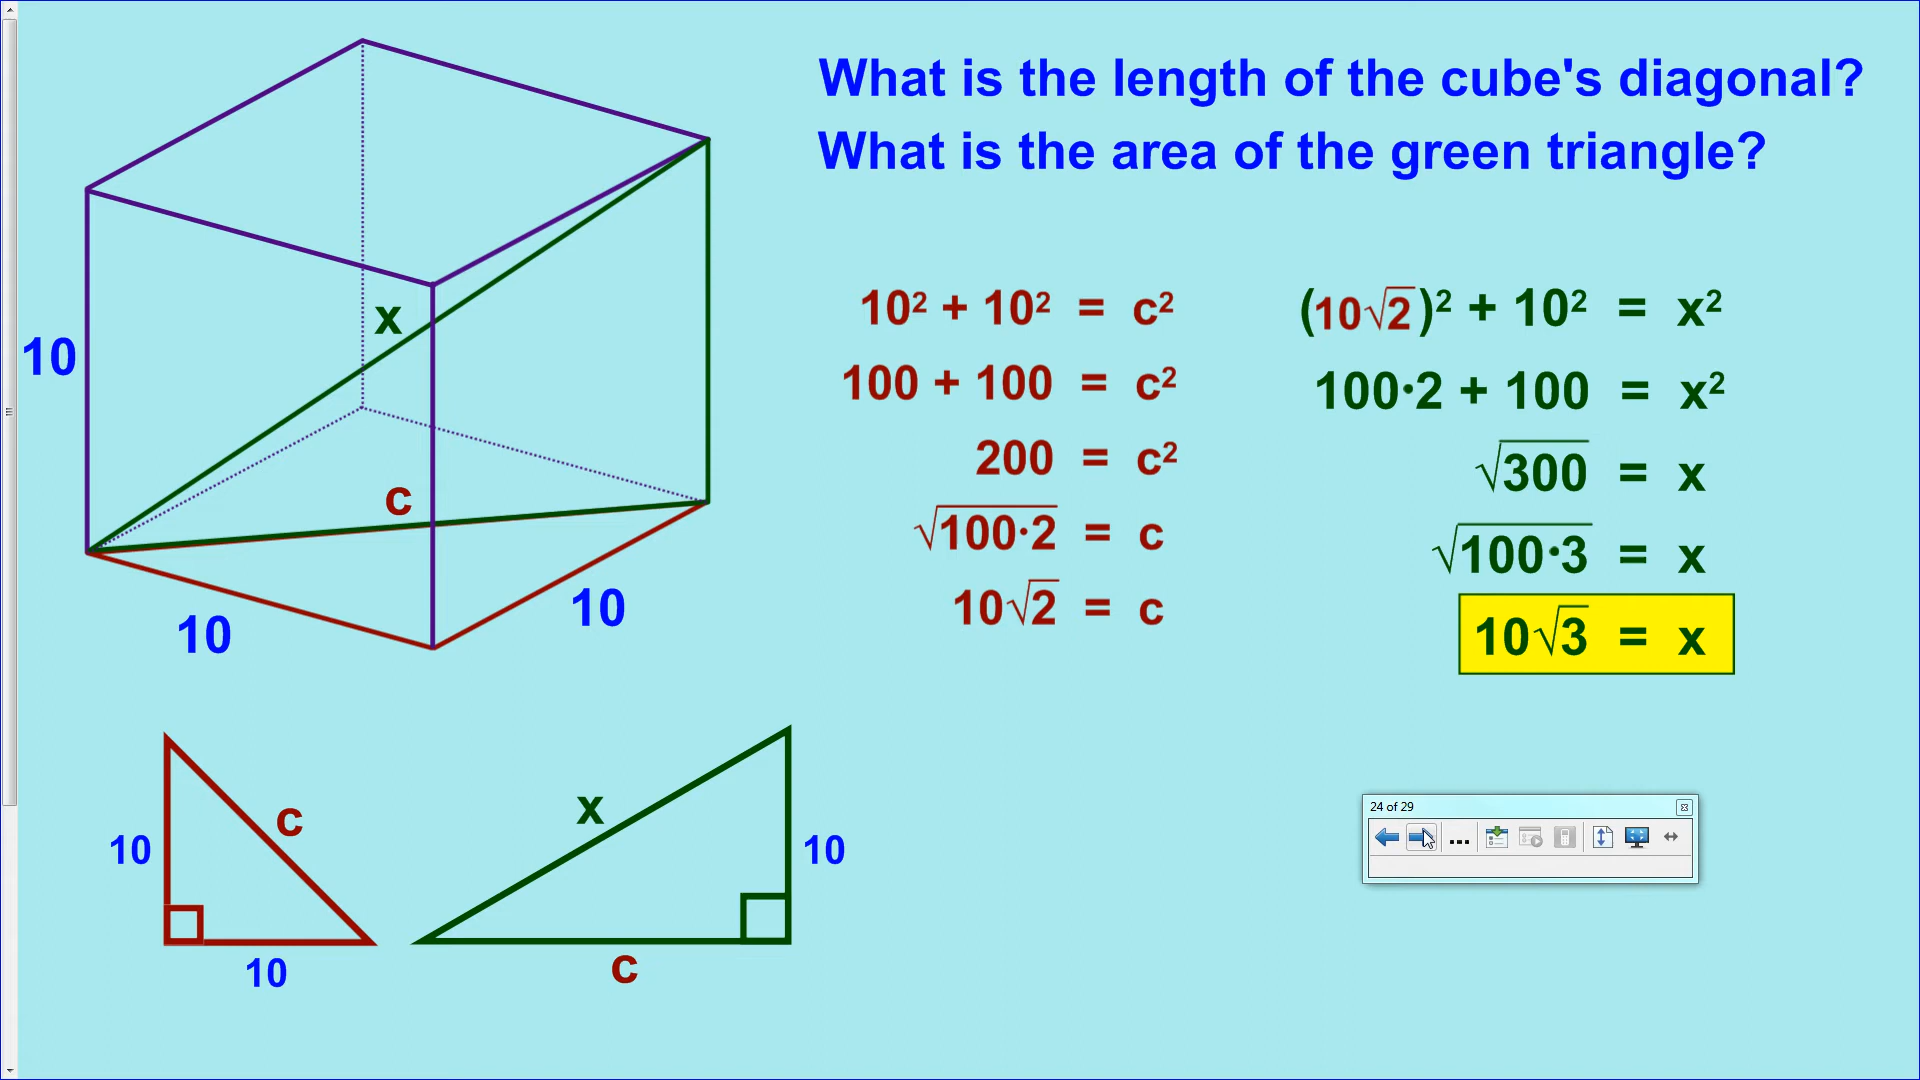 What is the length of the cube's diagonal?
What is the area of the green triangle?
10² + 10² = c²
100 + 100 = c²
200 = c²
√100·2 = c
10√2 = c
(10√2)² + 10² = x²
100·2 + 100 = x²
√300 = x
√100·3 = x
10√3 = x
x
10
c
10
10
10
c
10
x
10
c
24 of 29
...